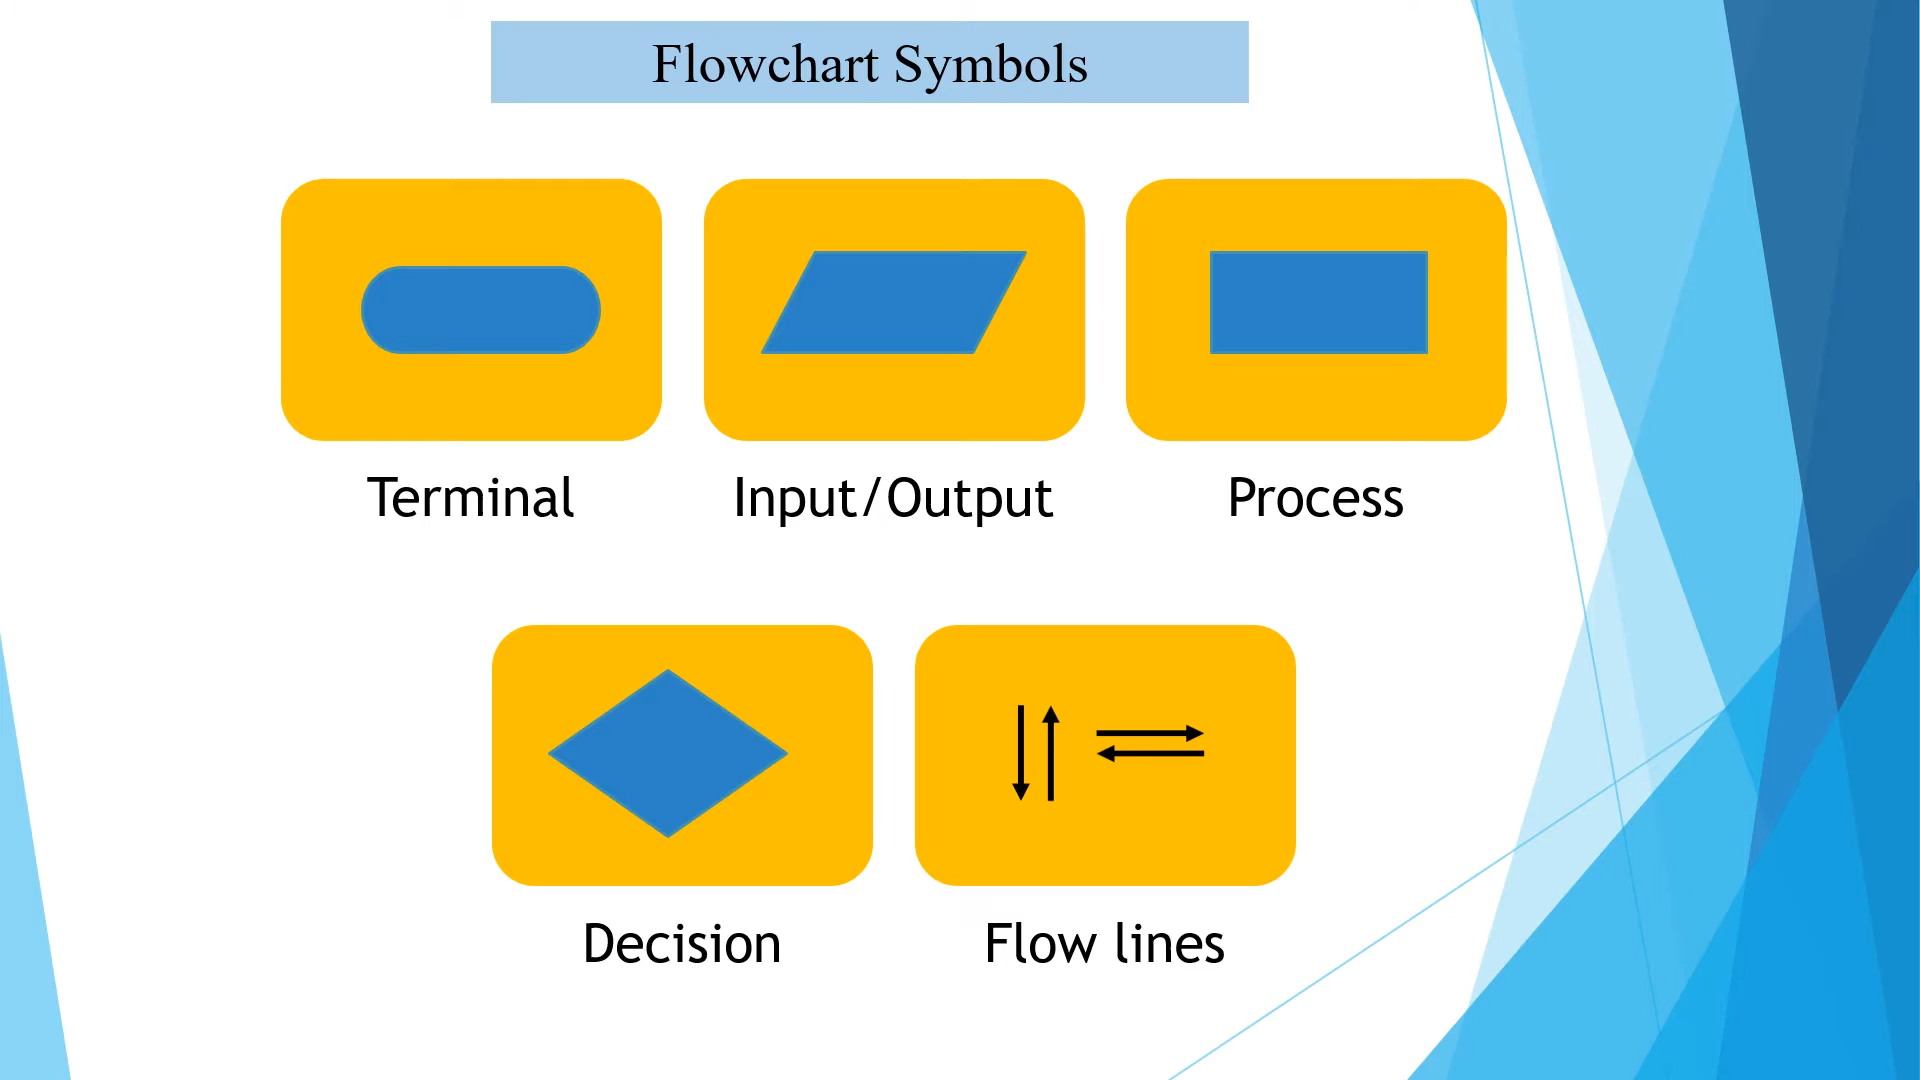 Flowchart Symbols
Terminal
Input/Output
Process
Decision
Flow lines